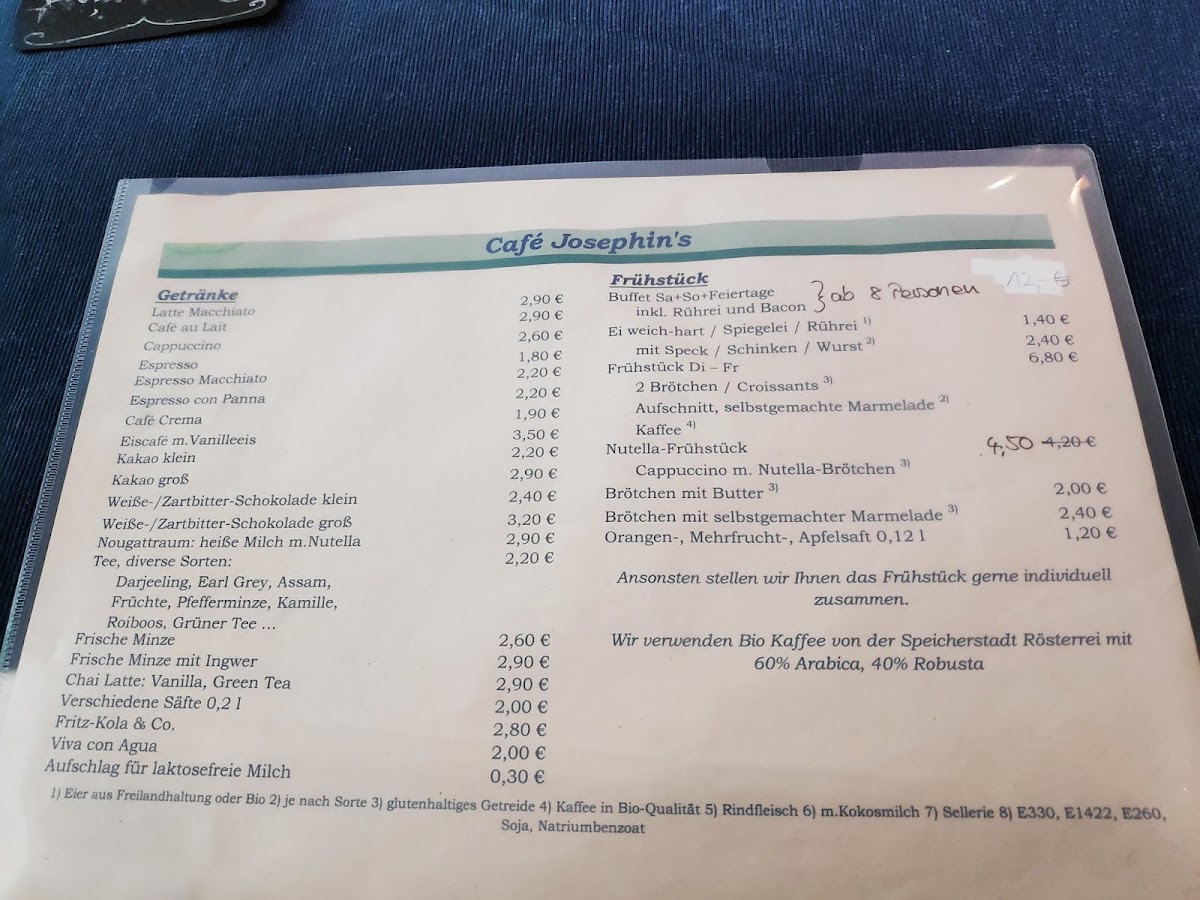 Café Josephin's
Getränke
Latte Macchiato 2,90 €
Café au Lait 2,90 €
Cappuccino 2,60 €
Espresso 1,80 €
Espresso Macchiato 2,20 €
Espresso con Panna 2,20 €
Café Crema 1,90 €
Eiscafé m.Vanilleeis 3,50 €
Kakao klein 2,20 €
Kakao groß 2,90 €
Weiße-/Zartbitter-Schokolade klein 2,40 €
Weiße-/Zartbitter-Schokolade groß 3,20 €
Nougattraum: heiße Milch m.Nutella 2,90 €
Tee, diverse Sorten: 2,20 €
Darjeeling, Earl Grey, Assam,
Früchte, Pfefferminze, Kamille,
Roiboos, Grüner Tee ...
Frische Minze 2,60 €
Frische Minze mit Ingwer 2,90 €
Chai Latte: Vanilla, Green Tea 2,90 €
Verschiedene Säfte 0,2 l 2,00 €
Fritz-Kola & Co. 2,80 €
Viva con Agua 2,00 €
Aufschlag für laktosefreie Milch 0,30 €
Frühstück
Buffet Sa+So+Feiertage } ab 8 Personen 12,- €
inkl. Rührei und Bacon
Ei weich-hart / Spiegelei / Rührei 1) 1,40 €
mit Speck / Schinken / Wurst 2) 2,40 €
Frühstück Di – Fr 6,80 €
2 Brötchen / Croissants 3)
Aufschnitt, selbstgemachte Marmelade 2)
Kaffee 4)
Nutella-Frühstück 4,50 4,20 €
Cappuccino m. Nutella-Brötchen 3)
Brötchen mit Butter 3) 2,00 €
Brötchen mit selbstgemachter Marmelade 3) 2,40 €
Orangen-, Mehrfrucht-, Apfelsaft 0,12 l 1,20 €
Ansonsten stellen wir Ihnen das Frühstück gerne individuell
zusammen.
Wir verwenden Bio Kaffee von der Speicherstadt Rösterrei mit
60% Arabica, 40% Robusta
1) Eier aus Freilandhaltung oder Bio 2) je nach Sorte 3) glutenhaltiges Getreide 4) Kaffee in Bio-Qualität 5) Rindfleisch 6) m.Kokosmilch 7) Sellerie 8) E330, E1422, E260,
Soja, Natriumbenzoat